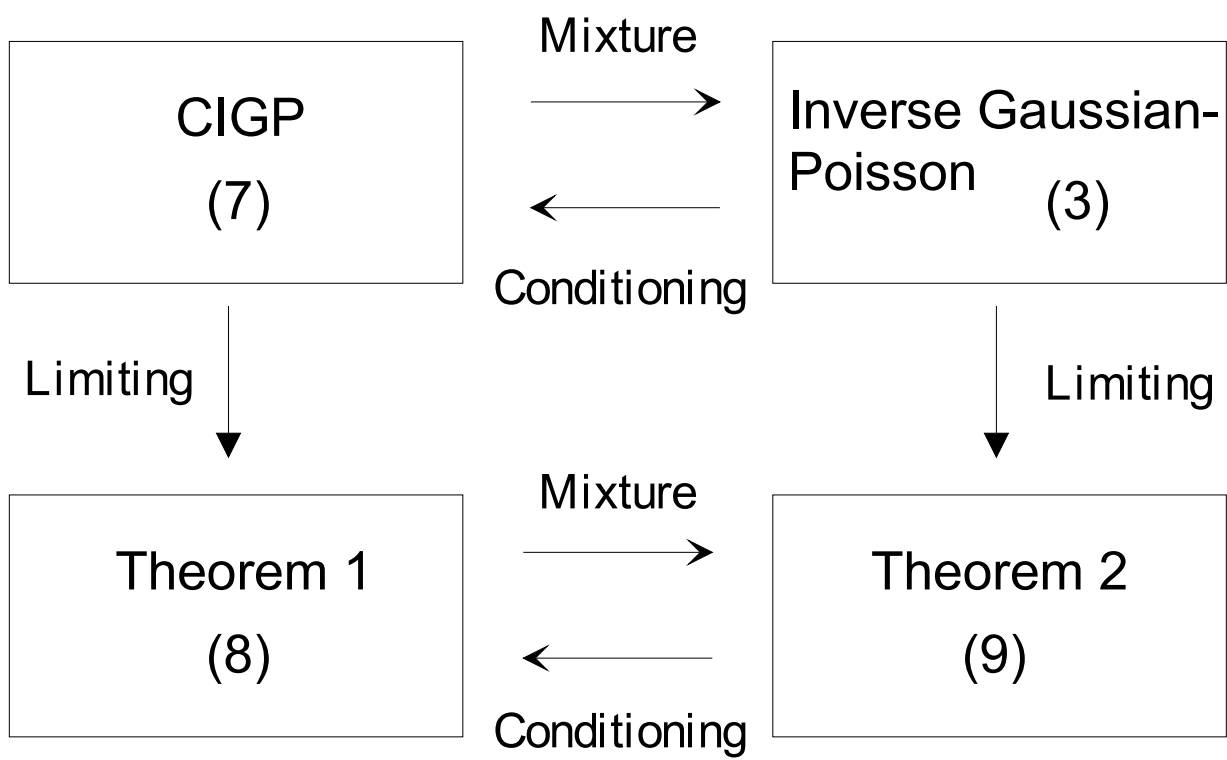 Mixture
CIGP
(7)
Inverse Gaussian-
Poisson (3)
Conditioning
Limiting
Limiting
Mixture
Theorem 1
(8)
Theorem 2
(9)
Conditioning